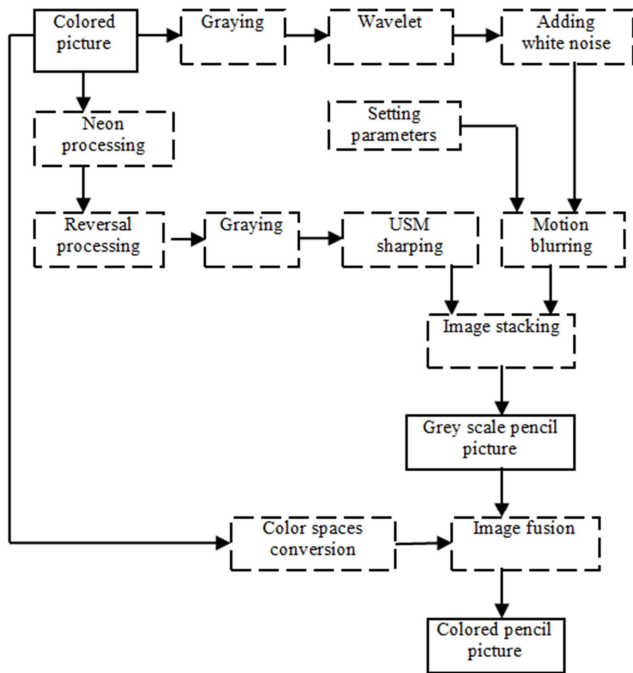 Colored
picture
Graying
Wavelet
Adding
white noise
Neon
processing
Setting
parameters
Reversal
processing
Graying
USM
sharping
Motion
blurring
Image stacking
Grey scale pencil
picture
Color spaces
conversion
Image fusion
Colored pencil
picture